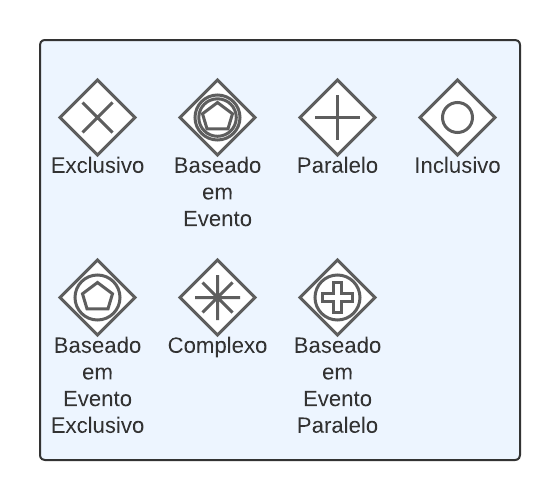 Exclusivo
Baseado
em
Evento
Paralelo
Inclusivo
Baseado
em
Evento
Exclusivo
Complexo
Baseado
em
Evento
Paralelo